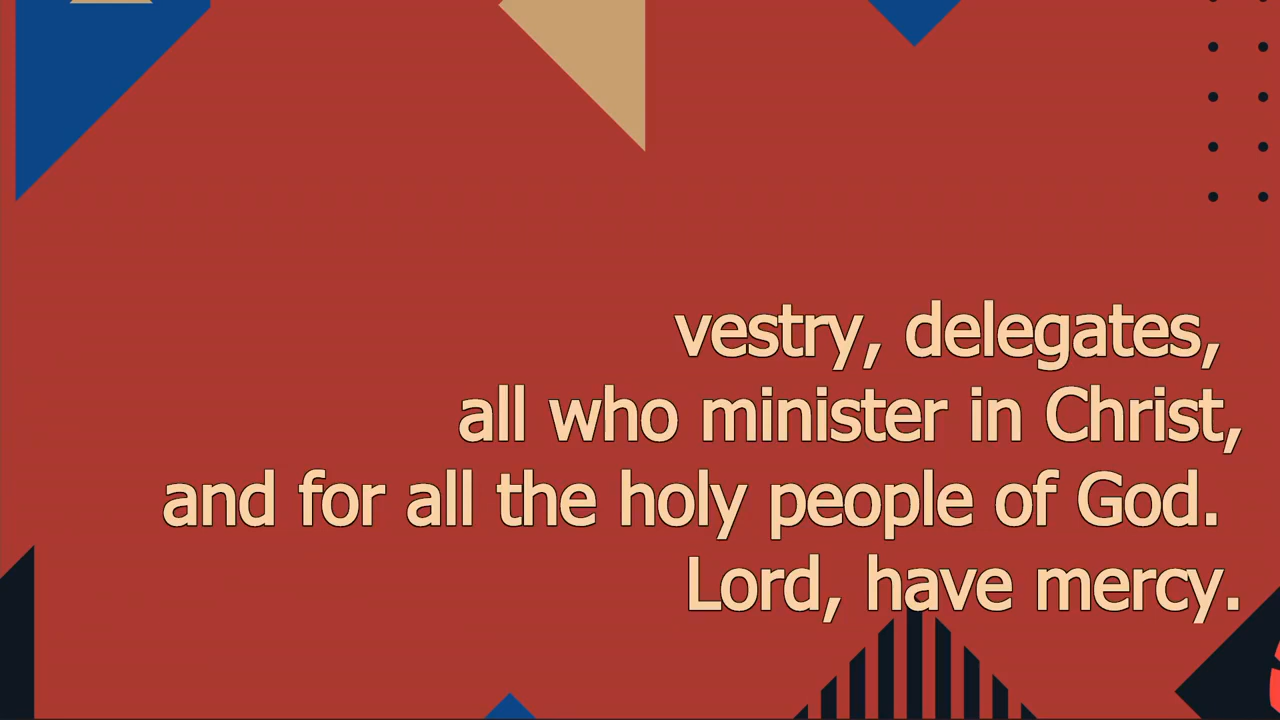 vestry, delegates,
all who minister in Christ,
and for all the holy people of God.
Lord, have mercy.